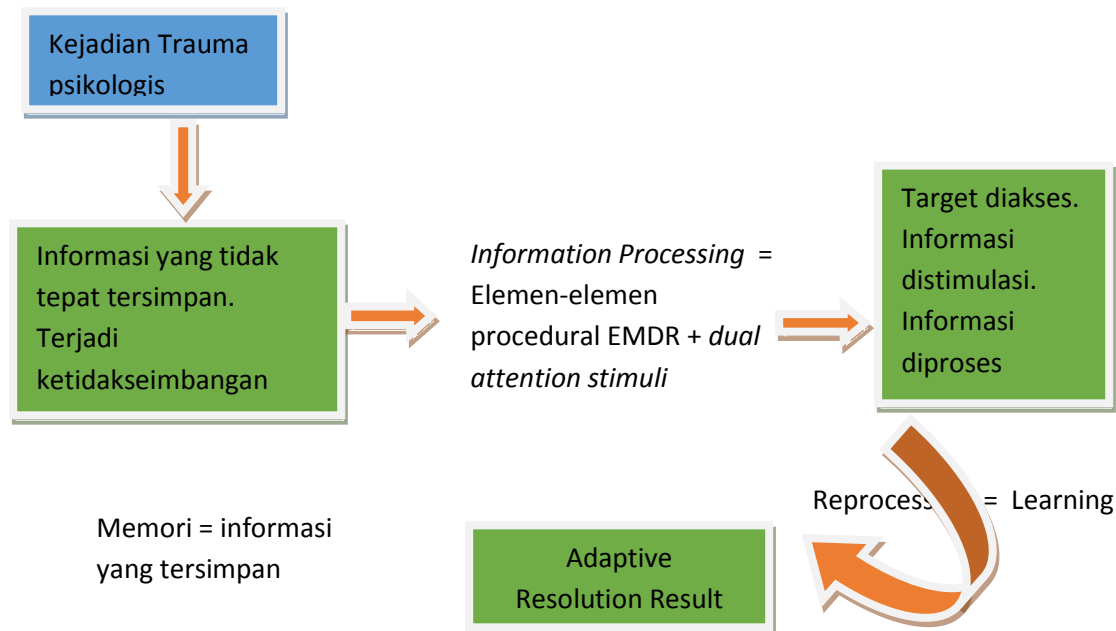 Kejadian Trauma
psikologis
Informasi yang tidak
tepat tersimpan.
Terjadi
ketidakseimbangan
Information Processing =
Elemen-elemen
procedural EMDR + dual
attention stimuli
Target diakses.
Informasi
distimulasi.
Informasi
diproses
= Learning
Memori = informasi
yang tersimpan
Adaptive
Resolution Result